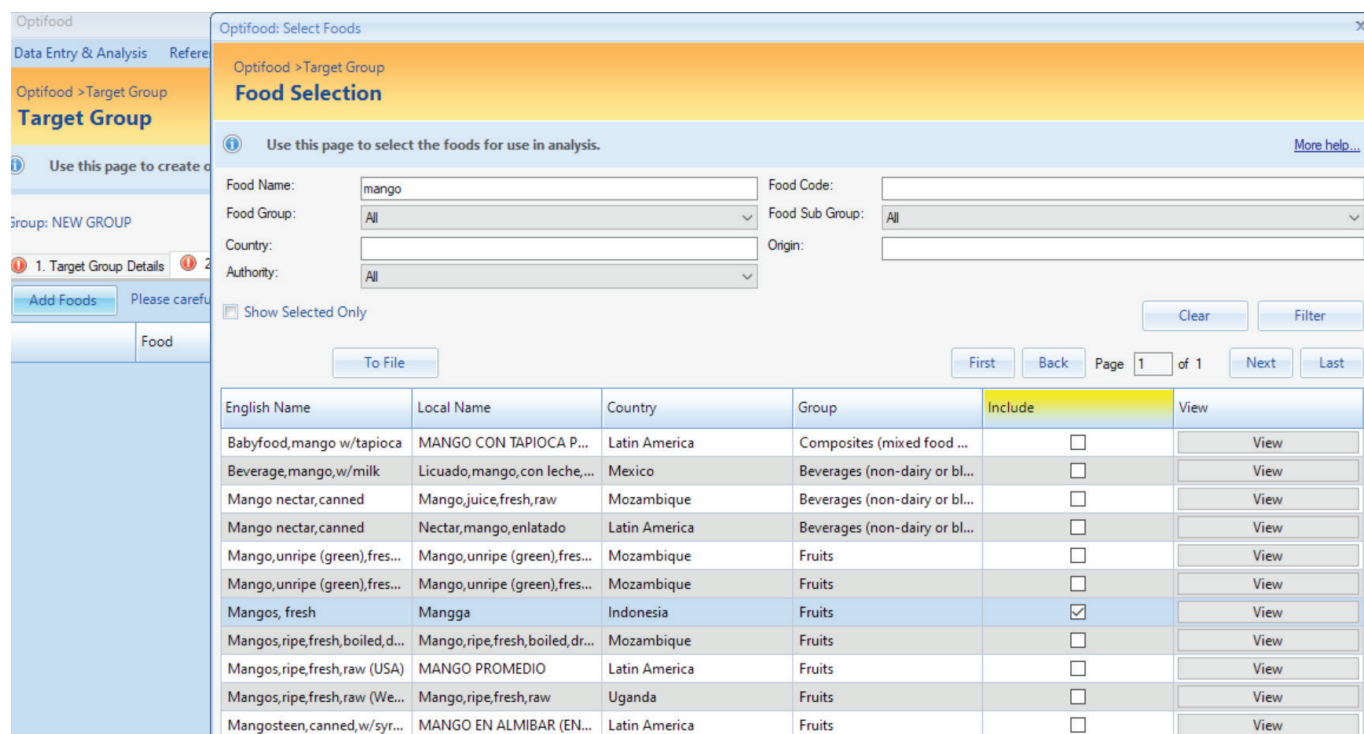 Optifood
Data Entry & Analysis Refere
Optifood >Target Group
Target Group
Use this page to create o
Group: NEW GROUP
1. Target Group Details 2
Add Foods Please carefu
Food
Optifood: Select Foods x
Optifood >Target Group
Food Selection
Use this page to select the foods for use in analysis. More help...
Food Name: mango Food Code:
Food Group: All Food Sub Group: All
Country: Origin:
Authority: All
Show Selected Only Clear Filter
To File First Back Page 1 of 1 Next Last
English Name Local Name Country Group Include View
Babyfood,mango w/tapioca MANGO CON TAPIOCA P... Latin America Composites (mixed food ... View
Beverage,mango,w/milk Licuado,mango,con leche,... Mexico Beverages (non-dairy or bl... View
Mango nectar,canned Mango,juice,fresh,raw Mozambique Beverages (non-dairy or bl... View
Mango nectar,canned Nectar,mango,enlatado Latin America Beverages (non-dairy or bl... View
Mango,unripe (green),fres... Mango,unripe (green),fres... Mozambique Fruits View
Mango,unripe (green),fres... Mango,unripe (green),fres... Mozambique Fruits View
Mangos, fresh Mangga Indonesia Fruits View
Mangos,ripe,fresh,boiled,d... Mango,ripe,fresh,boiled,dr... Mozambique Fruits View
Mangos,ripe,fresh,raw (USA) MANGO PROMEDIO Latin America Fruits View
Mangos,ripe,fresh,raw (We... Mango,ripe,fresh,raw Uganda Fruits View
Mangosteen,canned,w/syr... MANGO EN ALMIBAR (EN... Latin America Fruits View